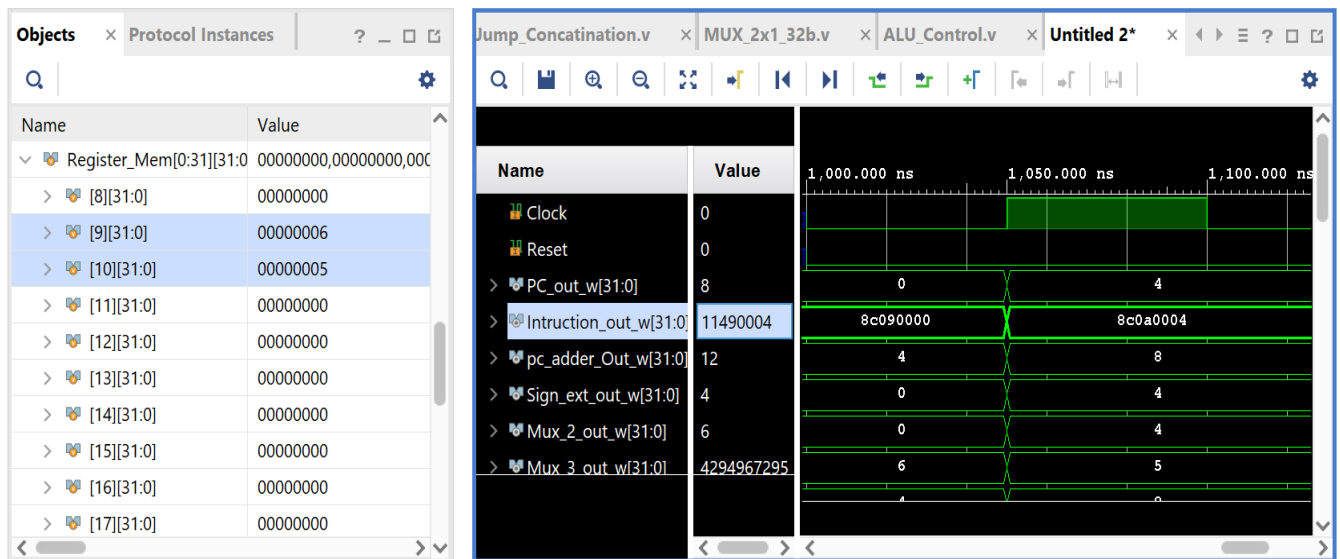 Objects × Protocol Instances ?
Name Value
Register_Mem[0:31][31:0 00000000,00000000,000
[8][31:0] 00000000
[9][31:0] 00000006
[10][31:0] 00000005
[11][31:0] 00000000
[12][31:0] 00000000
[13][31:0] 00000000
[14][31:0] 00000000
[15][31:0] 00000000
[16][31:0] 00000000
[17][31:0] 00000000
Jump_Concatination.v × MUX_2x1_32b.v × ALU_Control.v × Untitled 2* × ?
Name Value 1,000.000 ns 1,050.000 ns 1,100.000 ns
Clock 0
Reset 0
PC_out_w[31:0] 8 0 4
Intruction_out_w[31:0] 11490004 8c090000 8c0a0004
pc_adder_Out_w[31:0] 12 4 8
Sign_ext_out_w[31:0] 4 0 4
Mux_2_out_w[31:0] 6 0 4
Mux_3_out_w[31:0] 4294967295 6 5